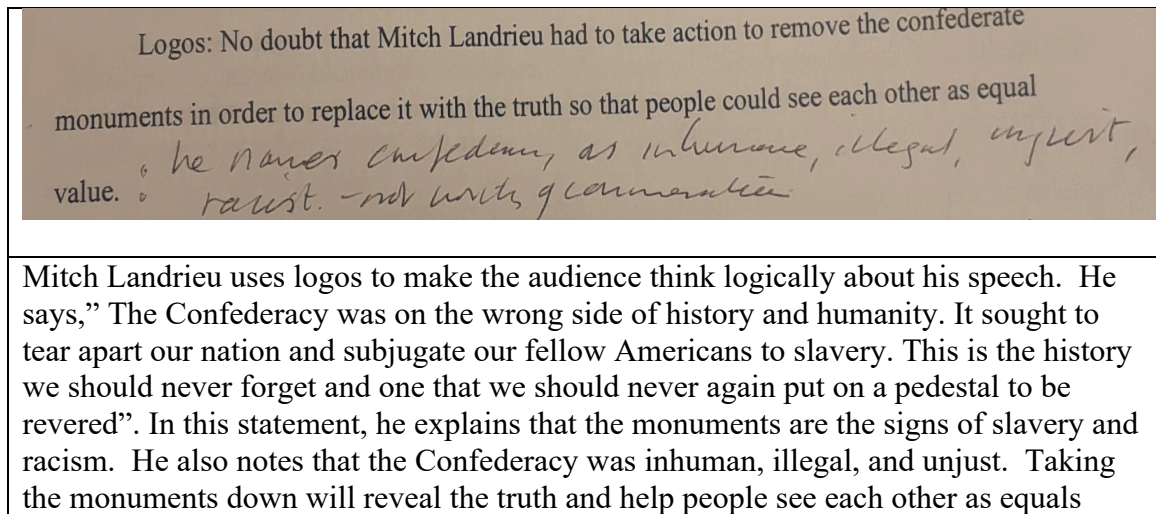 Logos: No doubt that Mitch Landrieu had to take action to remove the confederate
monuments in order to replace it with the truth so that people could see each other as equal
he names confederacy as inhumane, illegal, unjust,
value.
racist. - not worthy of
Mitch Landrieu uses logos to make the audience think logically about his speech.  He
says,” The Confederacy was on the wrong side of history and humanity. It sought to
tear apart our nation and subjugate our fellow Americans to slavery. This is the history
we should never forget and one that we should never again put on a pedestal to be
revered”. In this statement, he explains that the monuments are the signs of slavery and
racism.  He also notes that the Confederacy was inhuman, illegal, and unjust.  Taking
the monuments down will reveal the truth and help people see each other as equals